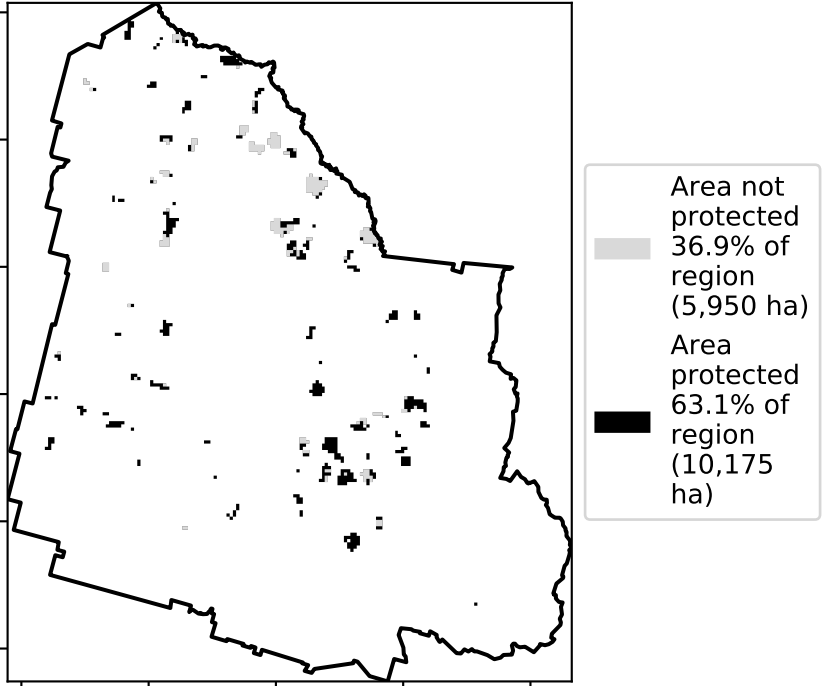 Area not
protected
36.9% of
region
(5,950 ha)
Area
protected
63.1% of
region
(10,175
ha)